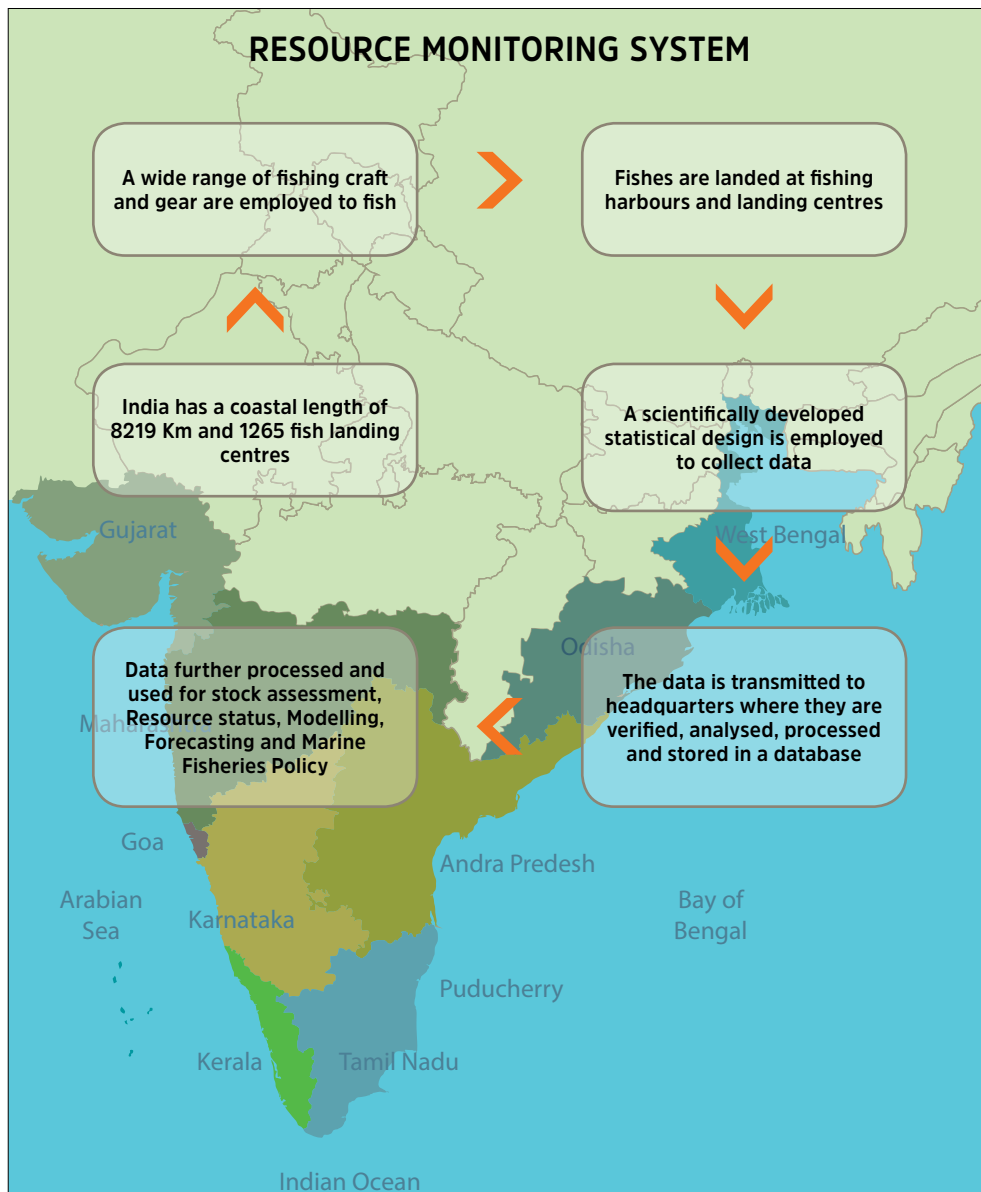 RESOURCE MONITORING SYSTEM
A wide range of fishing craft
and gear are employed to fish
Fishes are landed at fishing
harbours and landing centres
India has a coastal length of
8219 Km and 1265 fish landing
centres
A scientifically developed
statistical design is employed
to collect data
Gujarat
West Bengal
Odisha
Data further processed and
used for stock assessment,
Resource status, Modelling,
Forecasting and Marine
Fisheries Policy
The data is transmitted to
headquarters where they are
verified, analysed, processed
and stored in a database
Maharashtra
Goa
Andra Predesh
Arabian
Sea
Karnataka
Bay of
Bengal
Puducherry
Kerala
Tamil Nadu
Indian Ocean